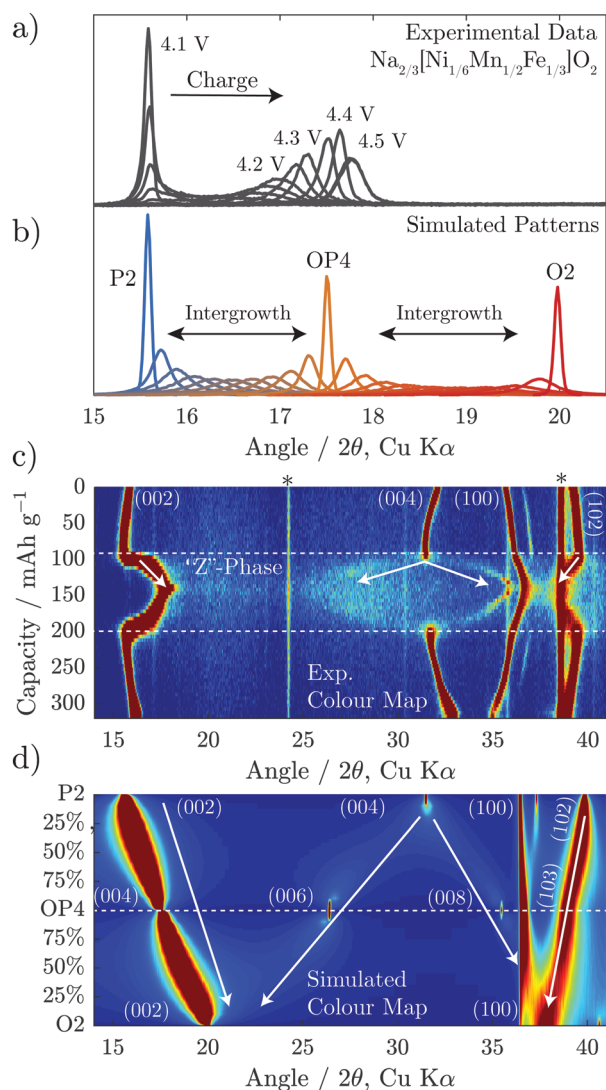 a)
Experimental Data
Na2/3[Ni1/6Mn1/2Fe1/3]O2
4.1 V
Charge
4.2 V
4.3 V
4.4 V
4.5 V
b)
Simulated Patterns
P2
OP4
O2
Intergrowth
Intergrowth
15 16 17 18 19 20
Angle / 2θ, Cu Kα
c)
* *
(002) (004) (100) (102)
"Z"-Phase
Exp.
Colour Map
Capacity / mAh g−1
0
50
100
150
200
250
300
15 20 25 30 35 40
Angle / 2θ, Cu Kα
d)
P2
25%
50%
75%
OP4
75%
50%
25%
O2
,
(002) (004) (100) (102)
(103)
(004) (006) (008)
(002) (100)
Simulated
Colour Map
15 20 25 30 35 40
Angle / 2θ, Cu Kα